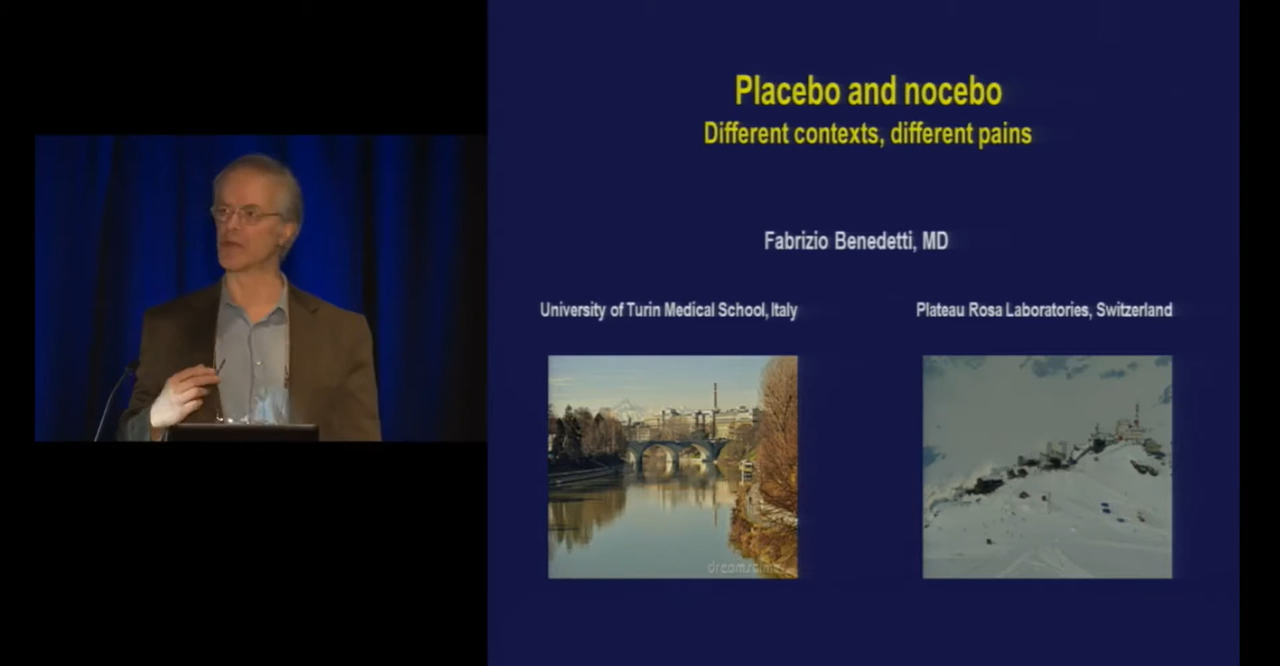 Placebo and nocebo
Different contexts, different pains
Fabrizio Benedetti, MD
University of Turin Medical School, Italy
Plateau Rosa Laboratories, Switzerland